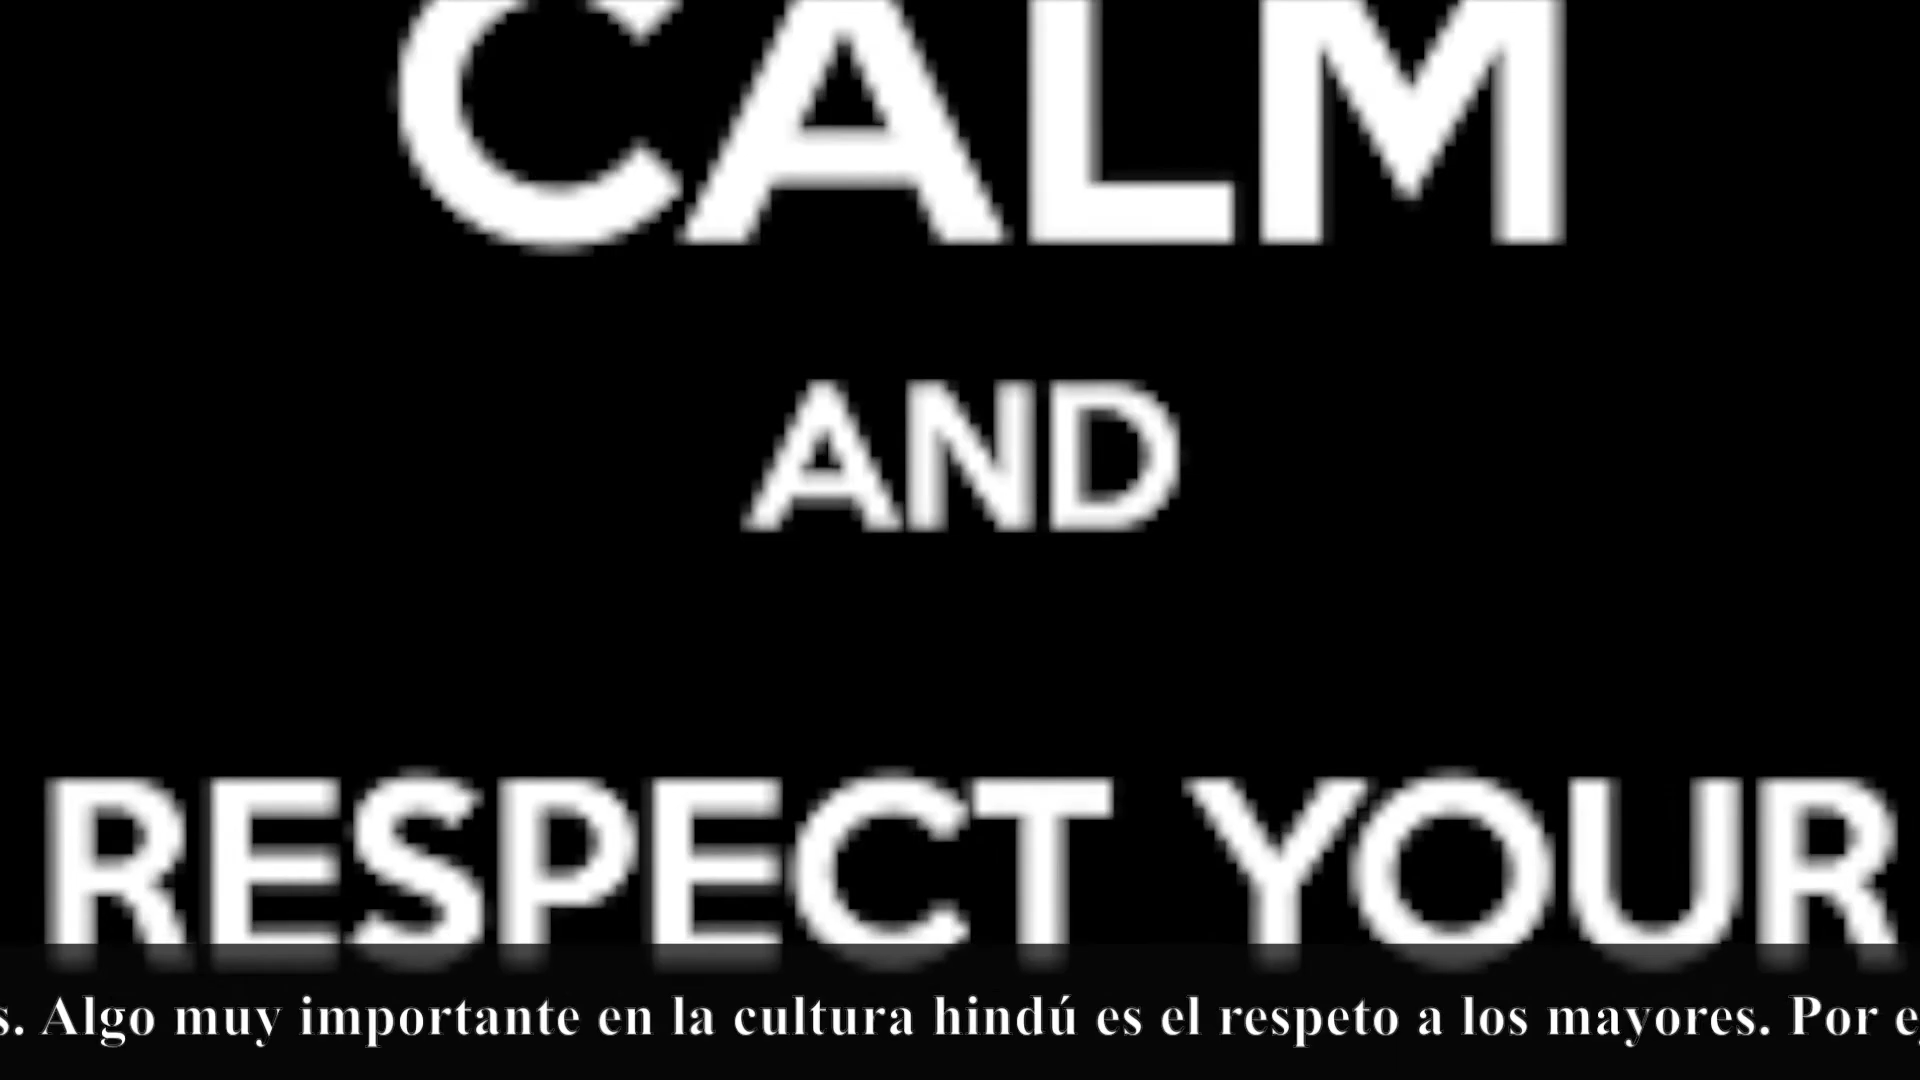 CALM
AND
RESPECT YOUR
s. Algo muy importante en la cultura hindú es el respeto a los mayores. Por e